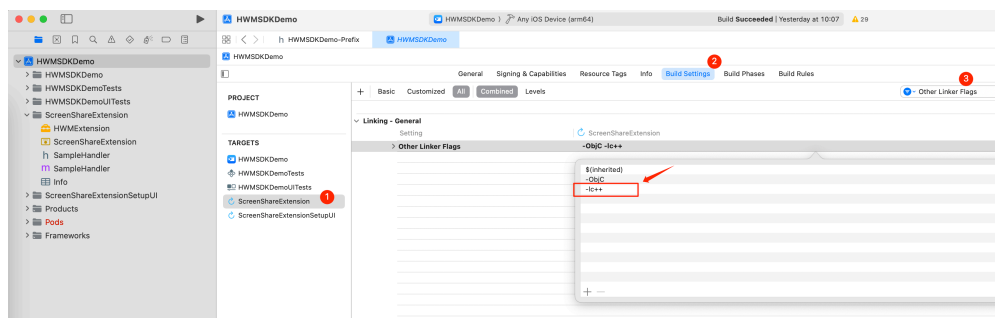 HWMSDKDemo
HWMSDKDemo ⟩ Any iOS Device (arm64)
Build Succeeded | Yesterday at 10:07
29
h HWMSDKDemo-Prefix
HWMSDKDemo
HWMSDKDemo
HWMSDKDemo
HWMSDKDemo
HWMSDKDemoTests
HWMSDKDemoUITests
ScreenShareExtension
HWMExtension
ScreenShareExtension
h SampleHandler
m SampleHandler
Info
ScreenShareExtensionSetupUI
Products
Pods
Frameworks
2
General Signing & Capabilities Resource Tags Info Build Settings Build Phases Build Rules
3
+ Basic Customized All Combined Levels
Other Linker Flags
PROJECT
HWMSDKDemo
TARGETS
HWMSDKDemo
HWMSDKDemoTests
HWMSDKDemoUITests
ScreenShareExtension
1
ScreenShareExtensionSetupUI
Linking - General
Setting ScreenShareExtension
Other Linker Flags -ObjC -lc++
$(inherited)
-ObjC
-lc++
+ −